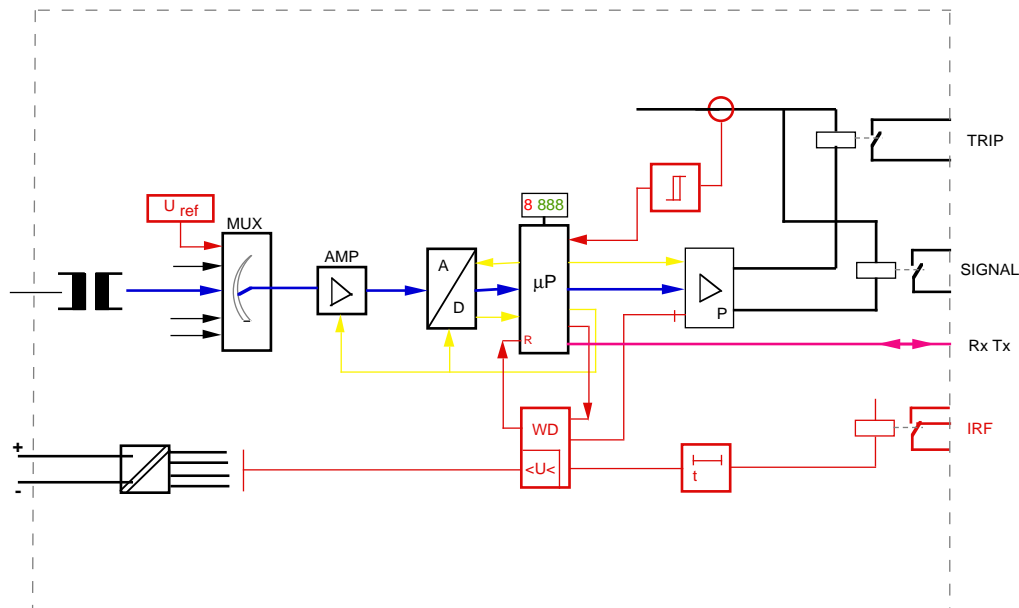 TRIP
8 888
U ref
MUX
AMP
A
D
µP
R
P
SIGNAL
Rx Tx
WD
<U<
t
IRF
+
-